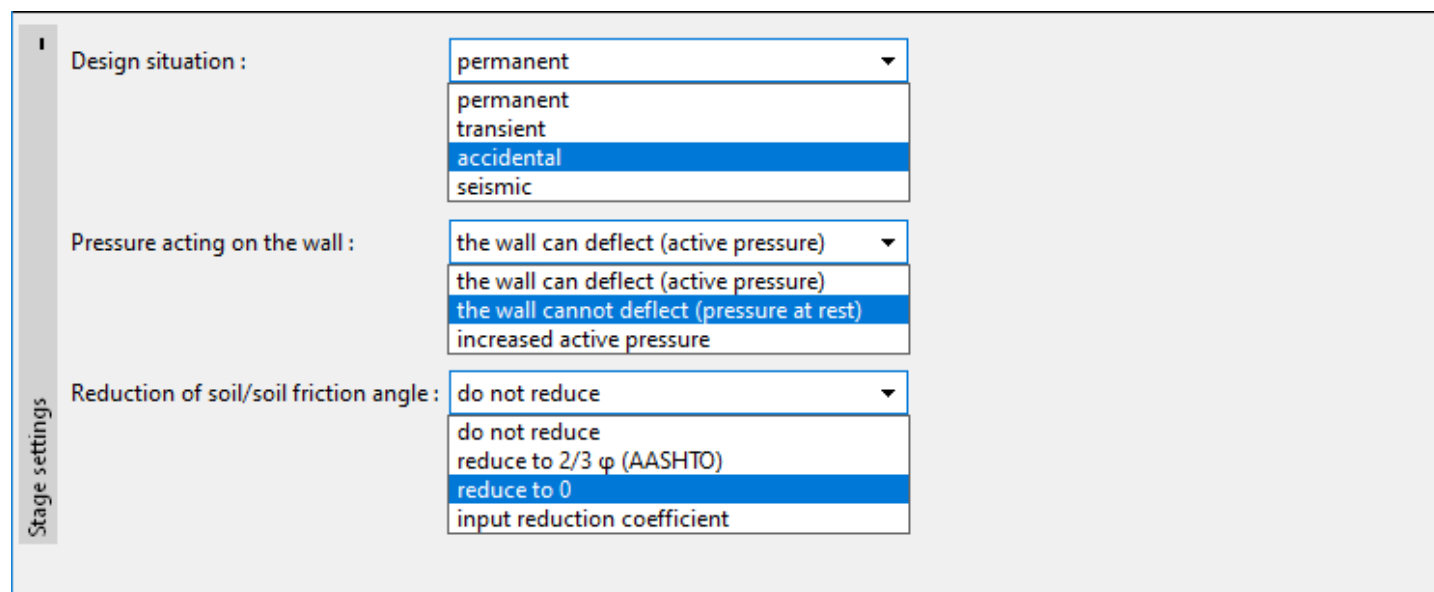 Design situation : permanent
permanent
transient
accidental
seismic
Pressure acting on the wall : the wall can deflect (active pressure)
the wall can deflect (active pressure)
the wall cannot deflect (pressure at rest)
increased active pressure
Reduction of soil/soil friction angle : do not reduce
do not reduce
reduce to 2/3 φ (AASHTO)
reduce to 0
input reduction coefficient
Stage settings